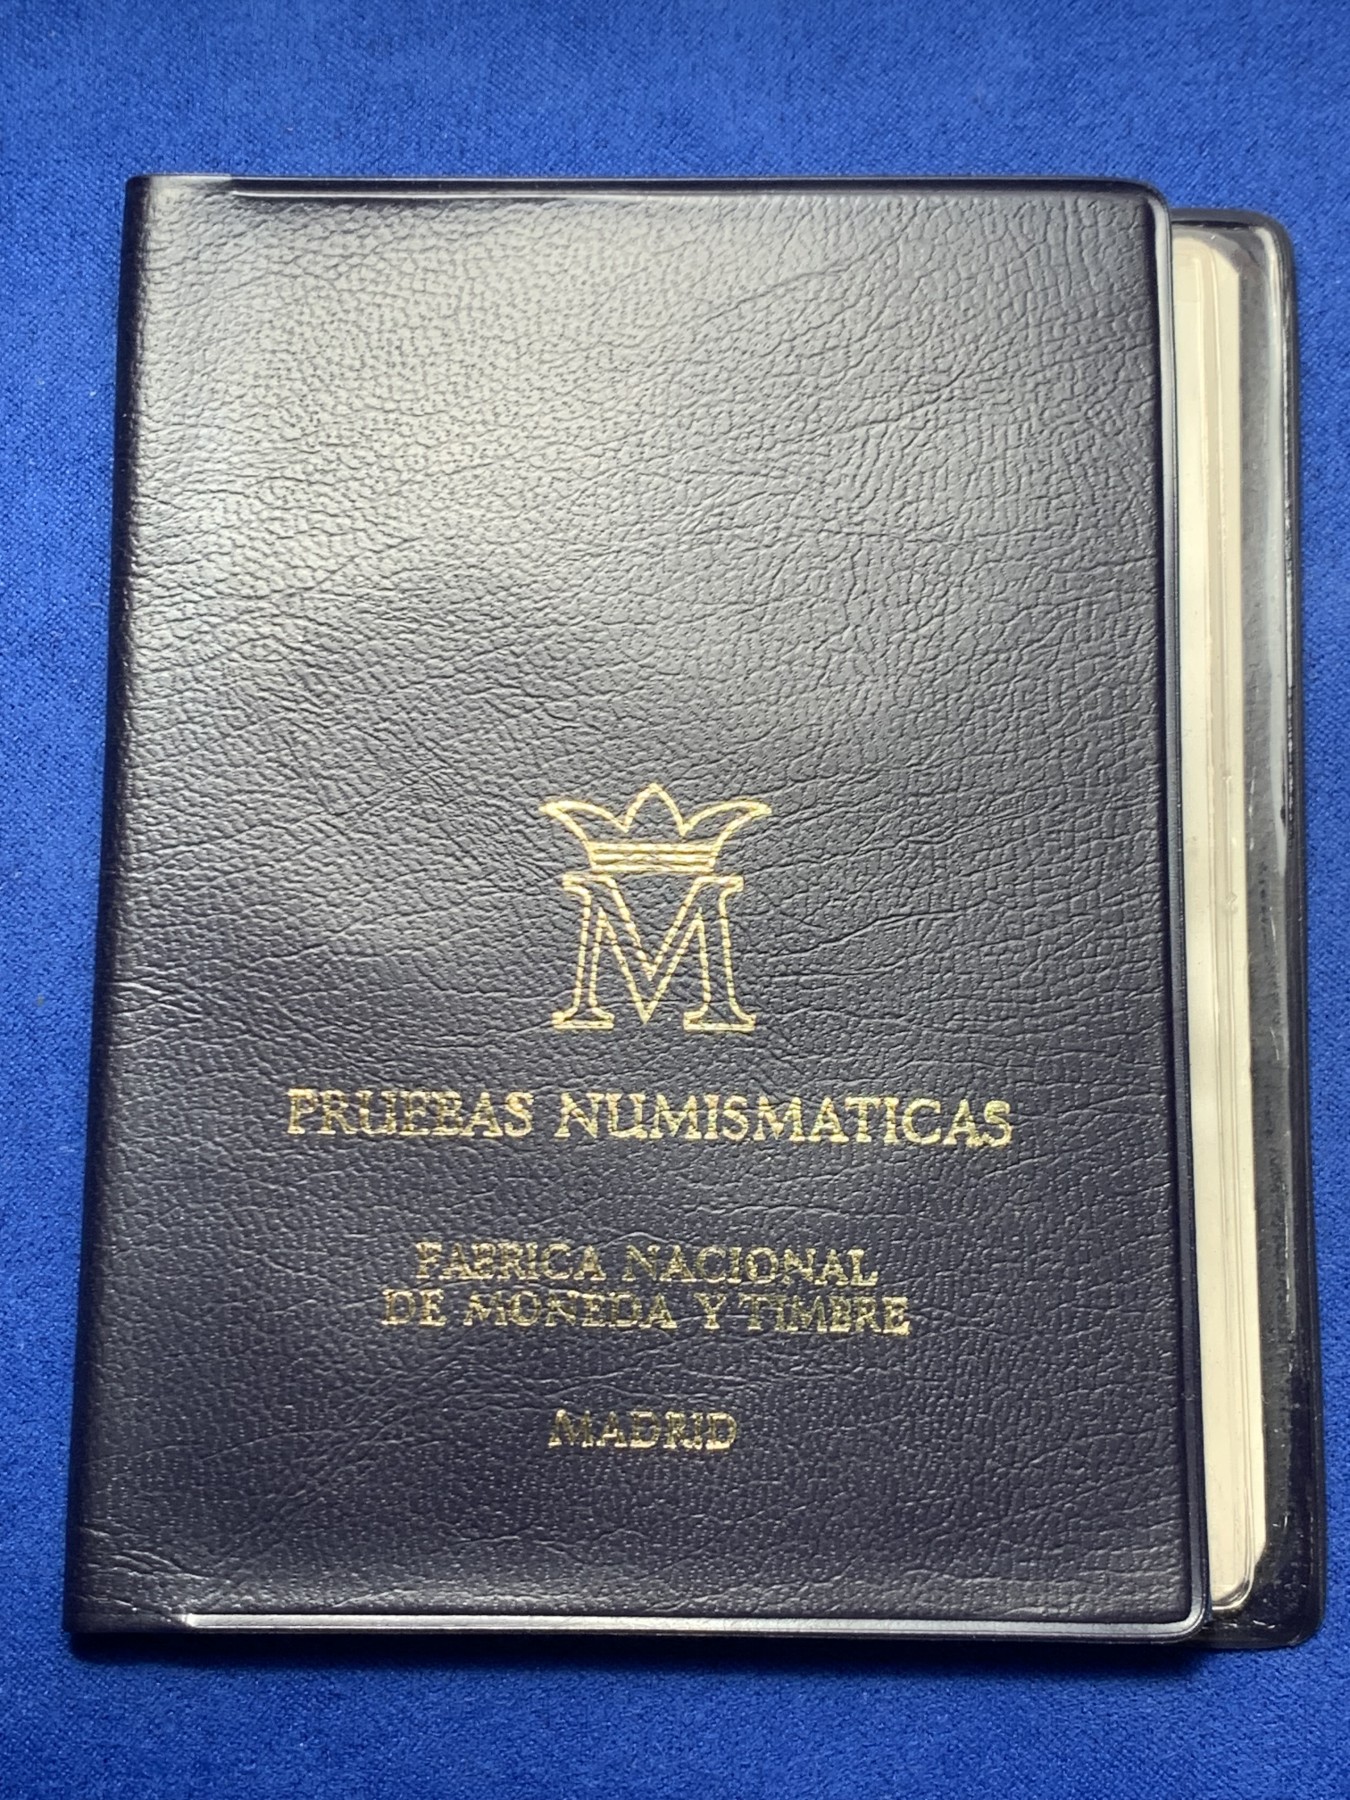 M
PRUEBAS NUMISMATICAS
FABRICA NACIONAL
DE MONEDA Y TIMBRE
MADRID